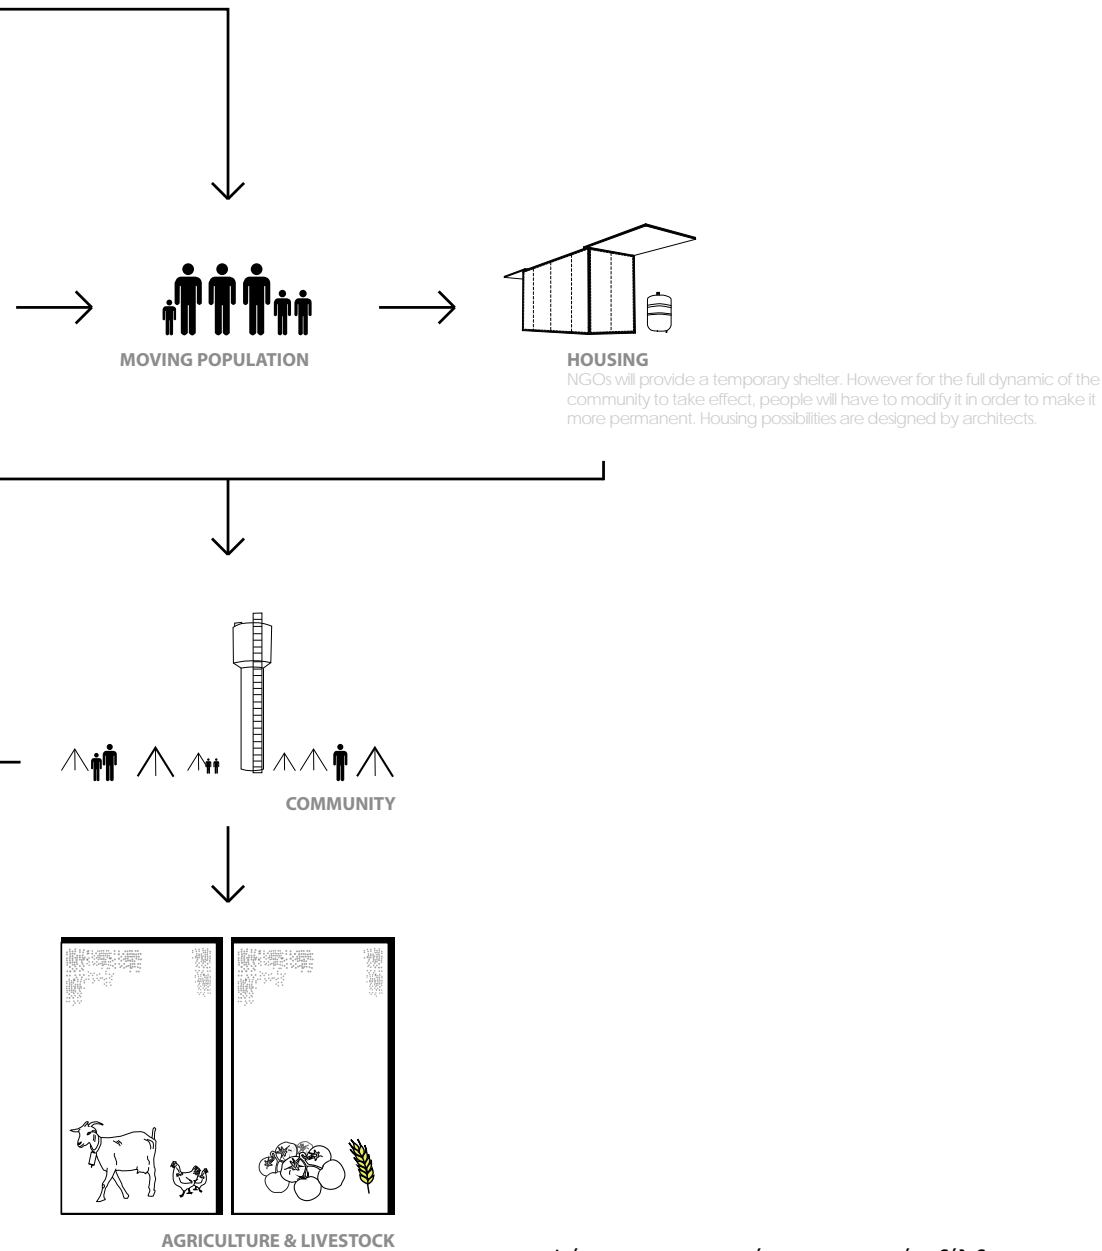 MOVING POPULATION
HOUSING
NGOs will provide a temporary shelter. However for the full dynamic of the
community to take effect, people will have to modify it in order to make it
more permanent. Housing possibilities are designed by architects.
COMMUNITY
AGRICULTURE & LIVESTOCK